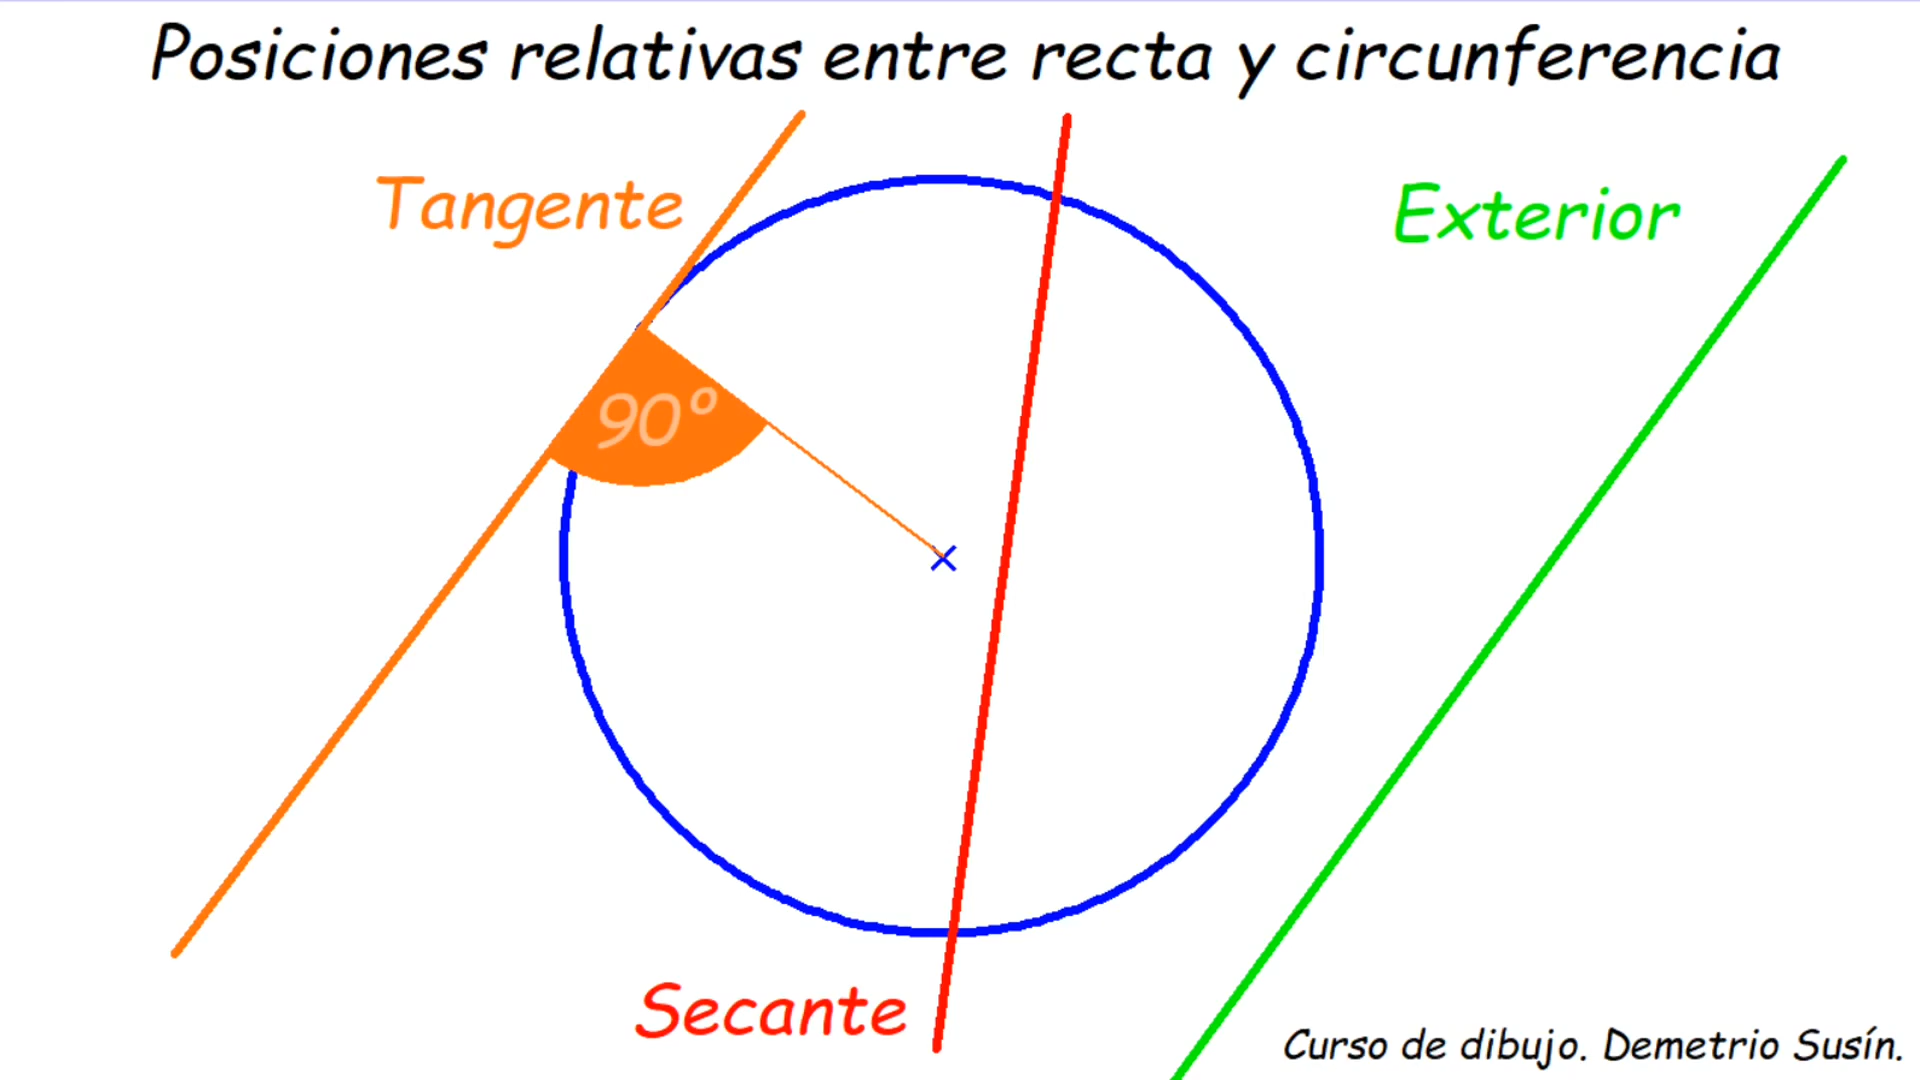 Posiciones relativas entre recta y circunferencia
Tangente
Exterior
90º
Secante
Curso de dibujo. Demetrio Susín.